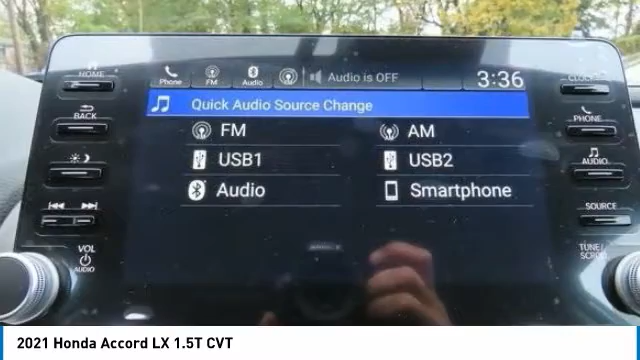 HOME
BACK
VOL
AUDIO
Phone
FM
Audio
Audio is OFF
3:36
Quick Audio Source Change
FM
AM
USB1
USB2
Audio
Smartphone
CLOCK
PHONE
AUDIO
SOURCE
TUNE/
SCROLL
2021 Honda Accord LX 1.5T CVT